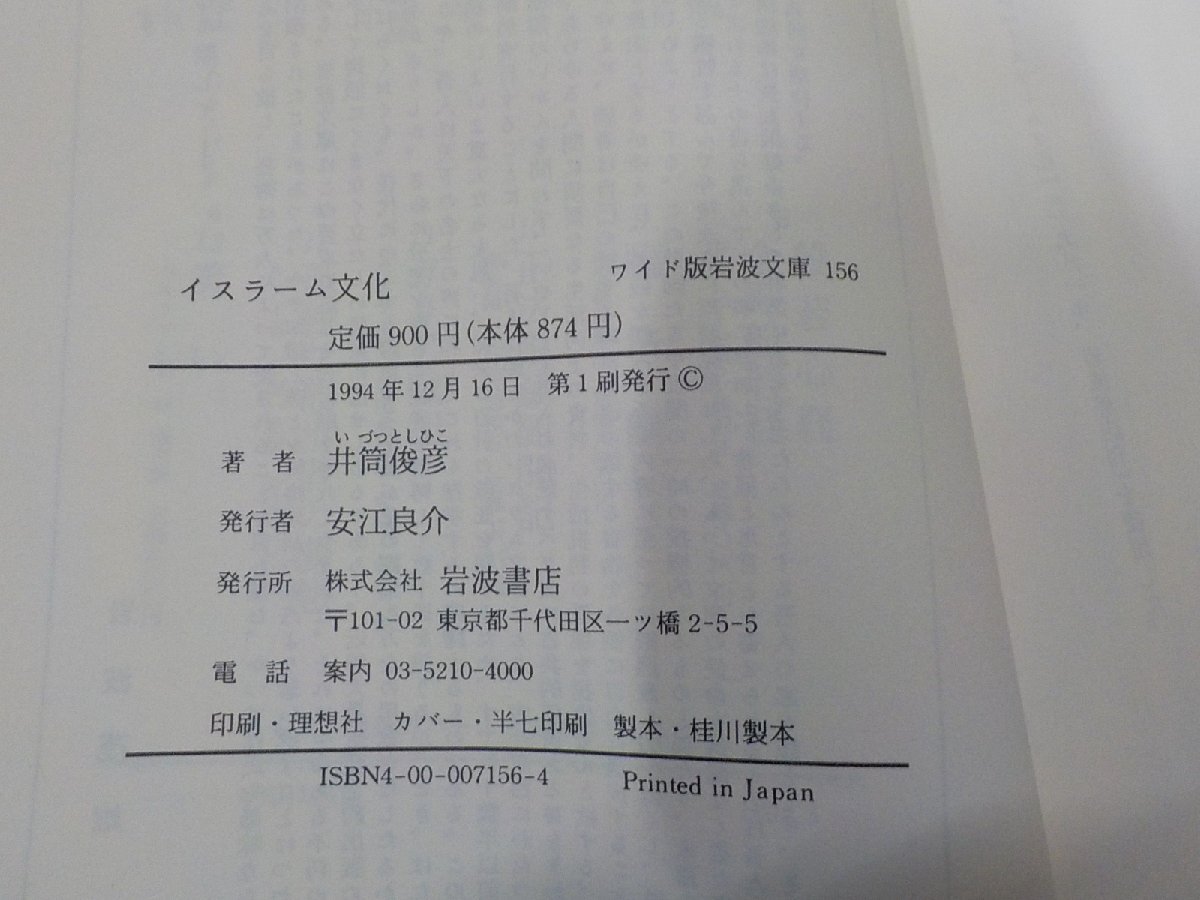 イスラーム文化 ワイド版岩波文庫 156
定価 900 円(本体 874 円)
1994 年 12 月 16 日 第 1 刷発行 ©
いづつとしひこ
著者 井筒俊彦
発行者 安江良介
発行所 株式会社 岩波書店
〒101-02 東京都千代田区一ツ橋 2-5-5
電話 案内 03-5210-4000
印刷・理想社 カバー・半七印刷 製本・桂川製本
ISBN4-00-007156-4 Printed in Japan